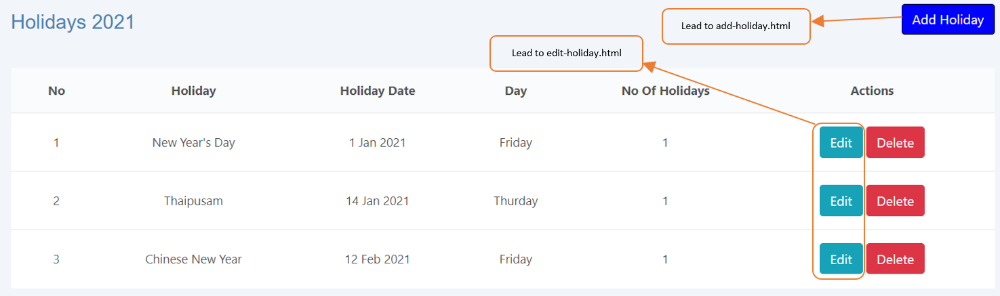 Holidays 2021
Lead to add-holiday.html
Add Holiday
Lead to edit-holiday.html
No Holiday Holiday Date Day No Of Holidays Actions
1 New Year's Day 1 Jan 2021 Friday 1 Edit Delete
2 Thaipusam 14 Jan 2021 Thurday 1 Edit Delete
3 Chinese New Year 12 Feb 2021 Friday 1 Edit Delete